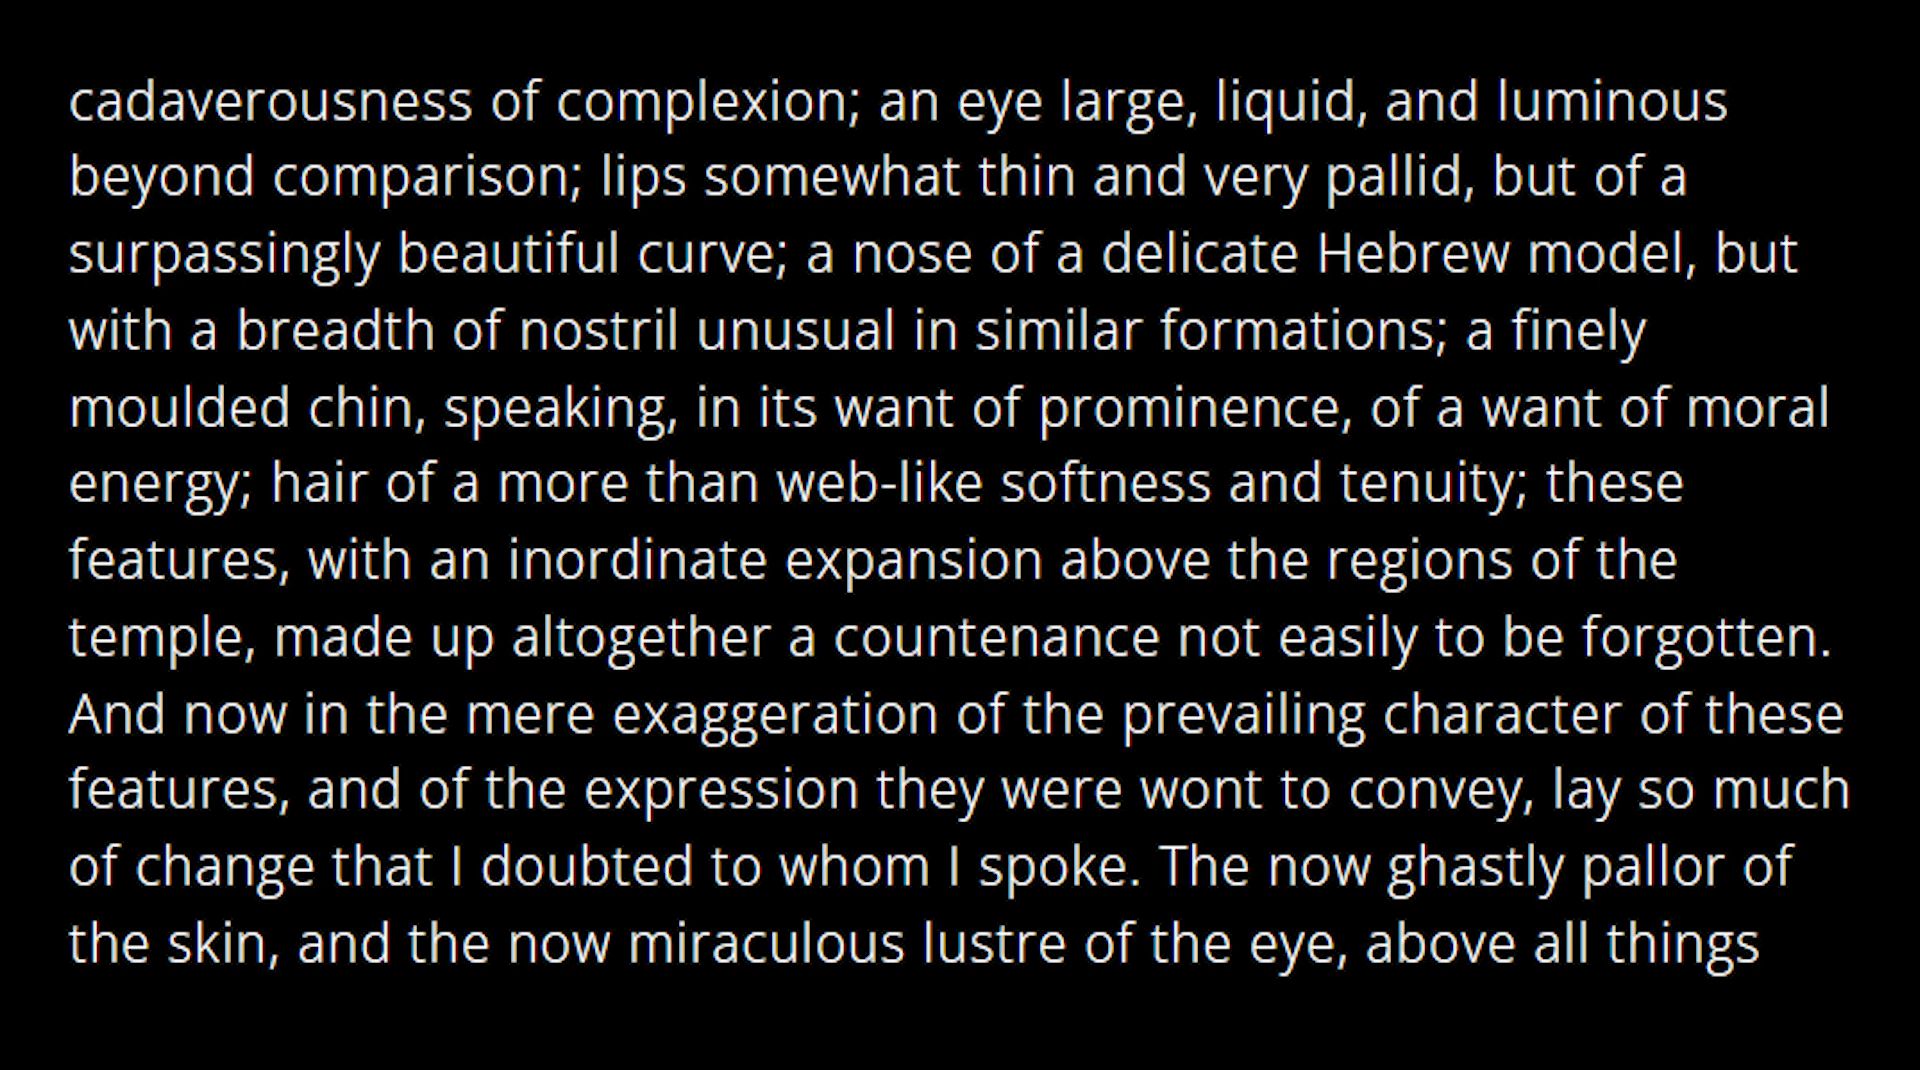 cadaverousness of complexion; an eye large, liquid, and luminous
beyond comparison; lips somewhat thin and very pallid, but of a
surpassingly beautiful curve; a nose of a delicate Hebrew model, but
with a breadth of nostril unusual in similar formations; a finely
moulded chin, speaking, in its want of prominence, of a want of moral
energy; hair of a more than web-like softness and tenuity; these
features, with an inordinate expansion above the regions of the
temple, made up altogether a countenance not easily to be forgotten.
And now in the mere exaggeration of the prevailing character of these
features, and of the expression they were wont to convey, lay so much
of change that I doubted to whom I spoke. The now ghastly pallor of
the skin, and the now miraculous lustre of the eye, above all things